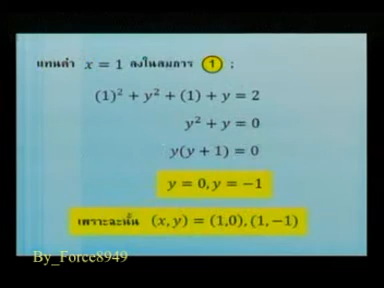 แทนค่า x = 1 ลงในสมการ 1 :
(1)² + y² + (1) + y = 2
y² + y = 0
y(y + 1) = 0
y = 0, y = −1
เพราะฉะนั้น (x, y) = (1,0), (1, −1)
By_Force8949